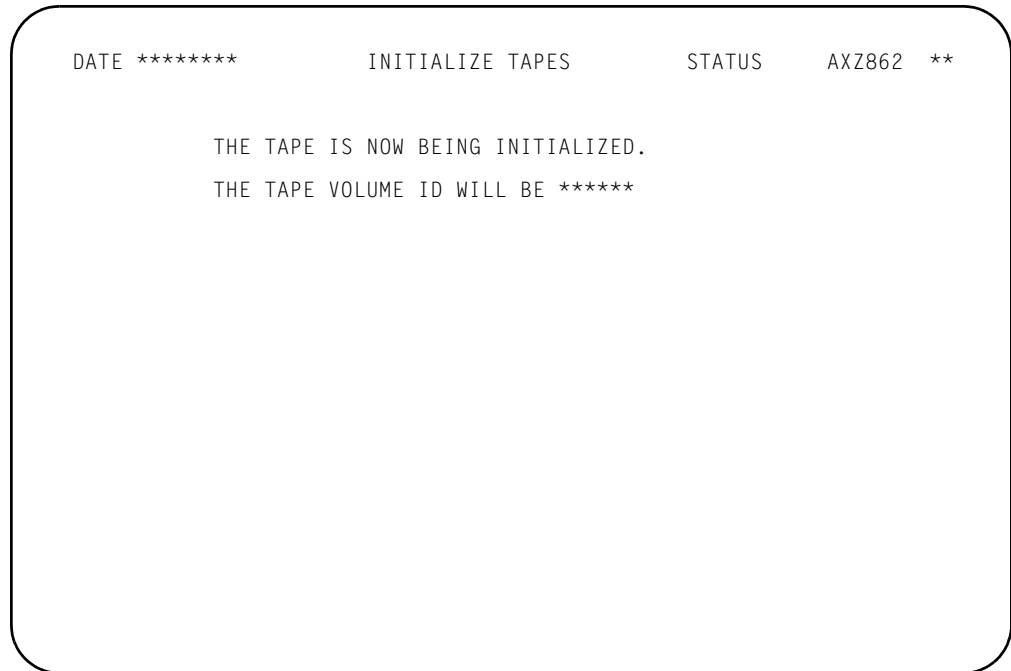 DATE ******** INITIALIZE TAPES STATUS AXZ862 **
THE TAPE IS NOW BEING INITIALIZED.
THE TAPE VOLUME ID WILL BE ******